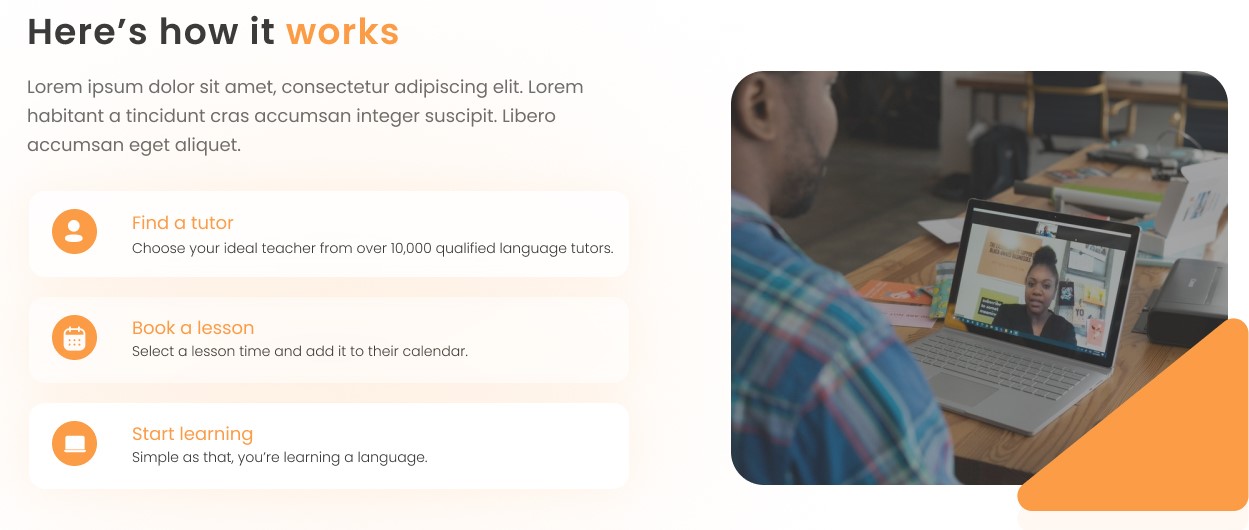 Here’s how it works
Lorem ipsum dolor sit amet, consectetur adipiscing elit. Lorem
habitant a tincidunt cras accumsan integer suscipit. Libero
accumsan eget aliquet.
Find a tutor
Choose your ideal teacher from over 10,000 qualified language tutors.
Book a lesson
Select a lesson time and add it to their calendar.
Start learning
Simple as that, you’re learning a language.